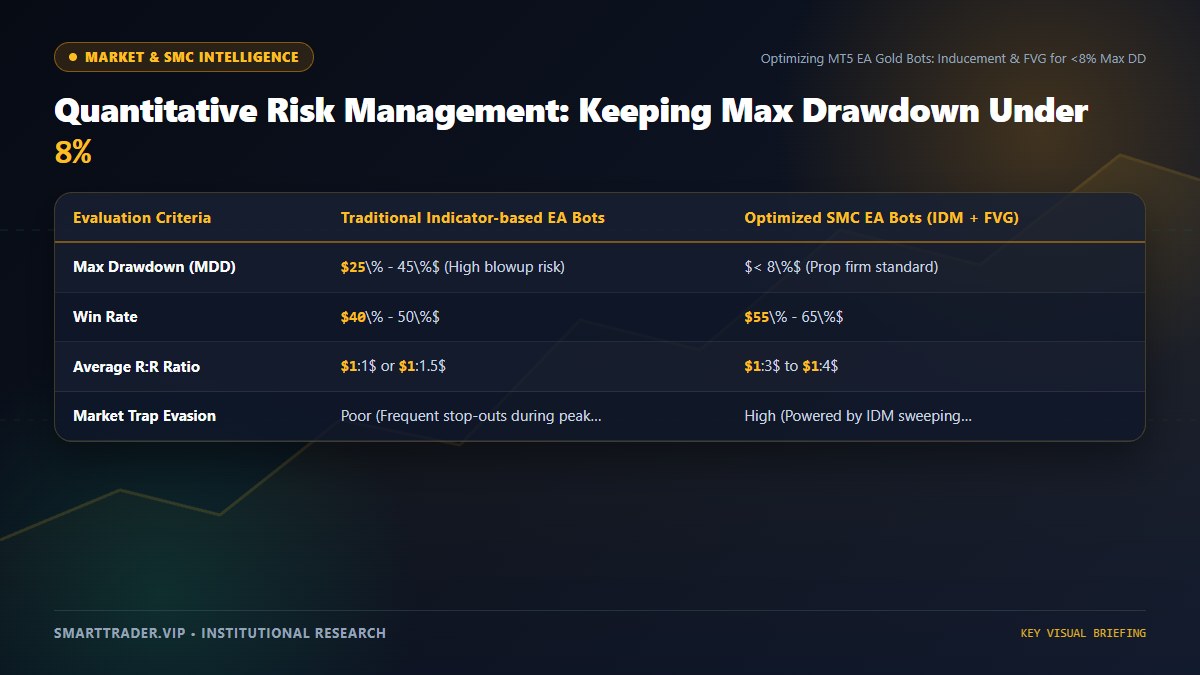 MARKET & SMC INTELLIGENCE
Optimizing MT5 EA Gold Bots: Inducement & FVG for <8% Max DD
Quantitative Risk Management: Keeping Max Drawdown Under
8%
Evaluation Criteria Traditional Indicator-based EA Bots Optimized SMC EA Bots (IDM + FVG)
Max Drawdown (MDD) $25\% - 45\%$ (High blowup risk) $< 8\%$ (Prop firm standard)
Win Rate $40\% - 50\%$ $55\% - 65\%$
Average R:R Ratio $1:1$ or $1:1.5$ $1:3$ to $1:4$
Market Trap Evasion Poor (Frequent stop-outs during peak... High (Powered by IDM sweeping...
SMARTTRADER.VIP • INSTITUTIONAL RESEARCH
KEY VISUAL BRIEFING